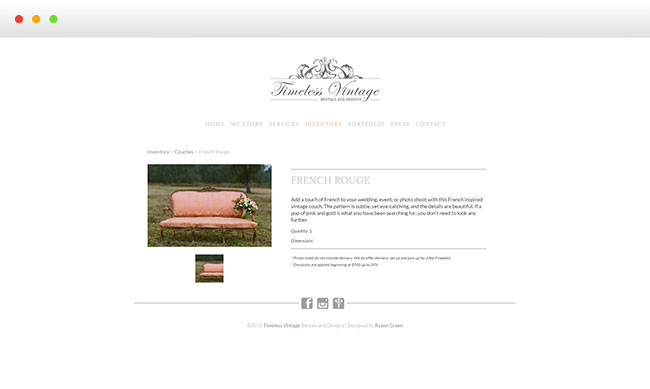 Timeless Vintage
RENTALS AND DESIGNS
HOME MY STORY SERVICES INVENTORY PORTFOLIO PRESS CONTACT
Inventory > Couches > French Rouge
FRENCH ROUGE
Add a touch of French to your wedding, event, or photo shoot with this French inspired
vintage couch. The pattern is subtle, yet eye-catching, and the details are beautiful! If a
pop of pink and gold is what you have been searching for, you don't need to look any
further.
Quantity: 1
Dimensions:
* Prices listed do not include delivery. We do offer delivery, set up and pick up for a fee if needed.
* Discounts are applied beginning at $500 up to 20%.
©2012 Timeless Vintage Rentals and Designs | Designed by Ryann Green